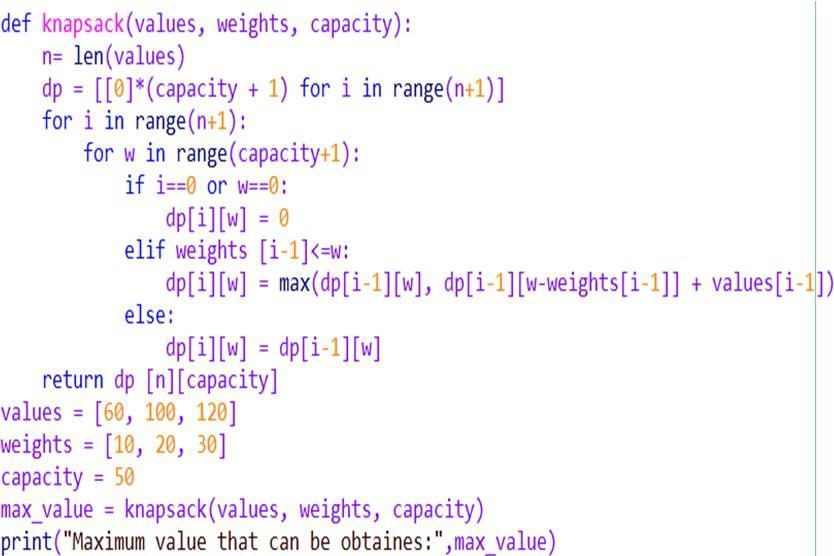 def knapsack(values, weights, capacity):
    n= len(values)
    dp = [[0]*(capacity + 1) for i in range(n+1)]
    for i in range(n+1):
        for w in range(capacity+1):
            if i==0 or w==0:
                dp[i][w] = 0
            elif weights [i-1]<=w:
                dp[i][w] = max(dp[i-1][w], dp[i-1][w-weights[i-1]] + values[i-1])
            else:
                dp[i][w] = dp[i-1][w]
    return dp [n][capacity]
values = [60, 100, 120]
weights = [10, 20, 30]
capacity = 50
max_value = knapsack(values, weights, capacity)
print("Maximum value that can be obtaines:",max_value)